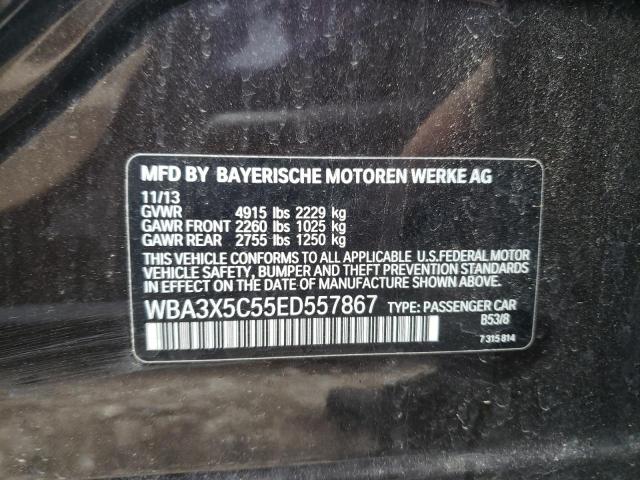 MFD BY BAYERISCHE MOTOREN WERKE AG
11/13
GVWR 4915 lbs 2229 kg
GAWR FRONT 2260 lbs 1025 kg
GAWR REAR 2755 lbs 1250 kg
THIS VEHICLE CONFORMS TO ALL APPLICABLE U.S.FEDERAL MOTOR
VEHICLE SAFETY, BUMPER AND THEFT PREVENTION STANDARDS IN
EFFECT ON THE DATE OF MANUFACTURE SHOWN ABOVE.
WBA3X5C55ED557867 TYPE: PASSENGER CAR
B53/8
7 315 814